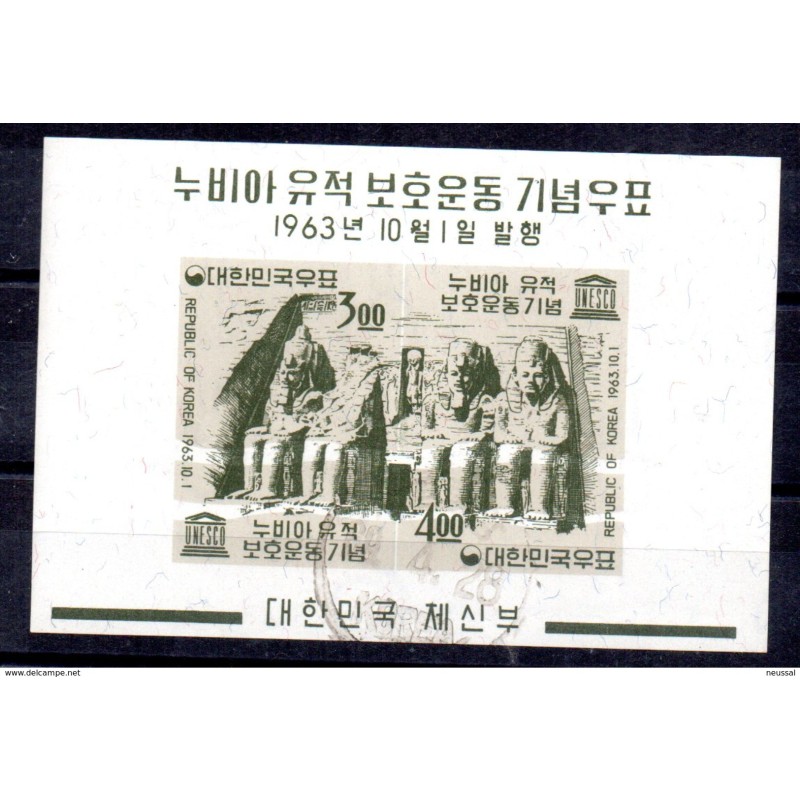 누비아 유적 보호운동 기념우표
1963년 10월 1일 발행
대한민국우표
3.00
REPUBLIC OF KOREA 1963.10.1
누비아 유적
보호운동기념
UNESCO
REPUBLIC OF KOREA 1963.10.1
UNESCO
누비아 유적
보호운동기념
4.00
대한민국우표
4.28
KOREA
대한민국 체신부
www.delcampe.net
neussal